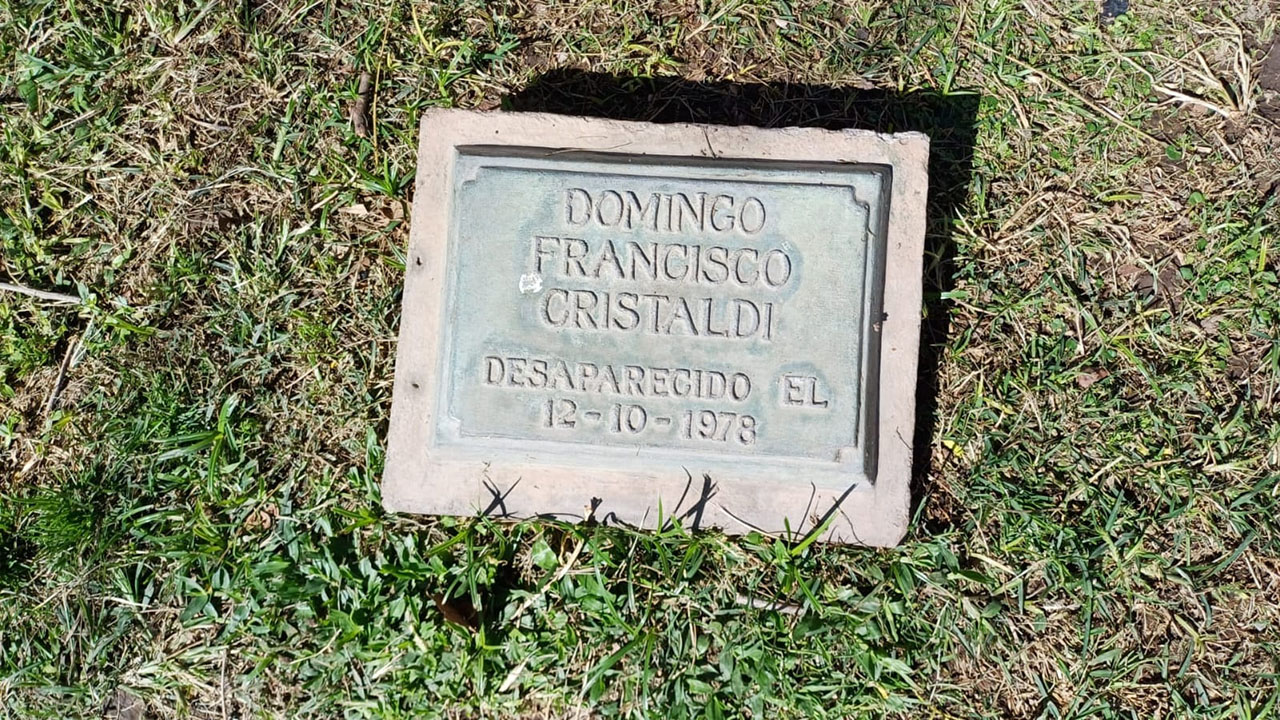 DOMINGO
FRANCISCO
CRISTALDI
DESAPARECIDO EL
12-10-1978